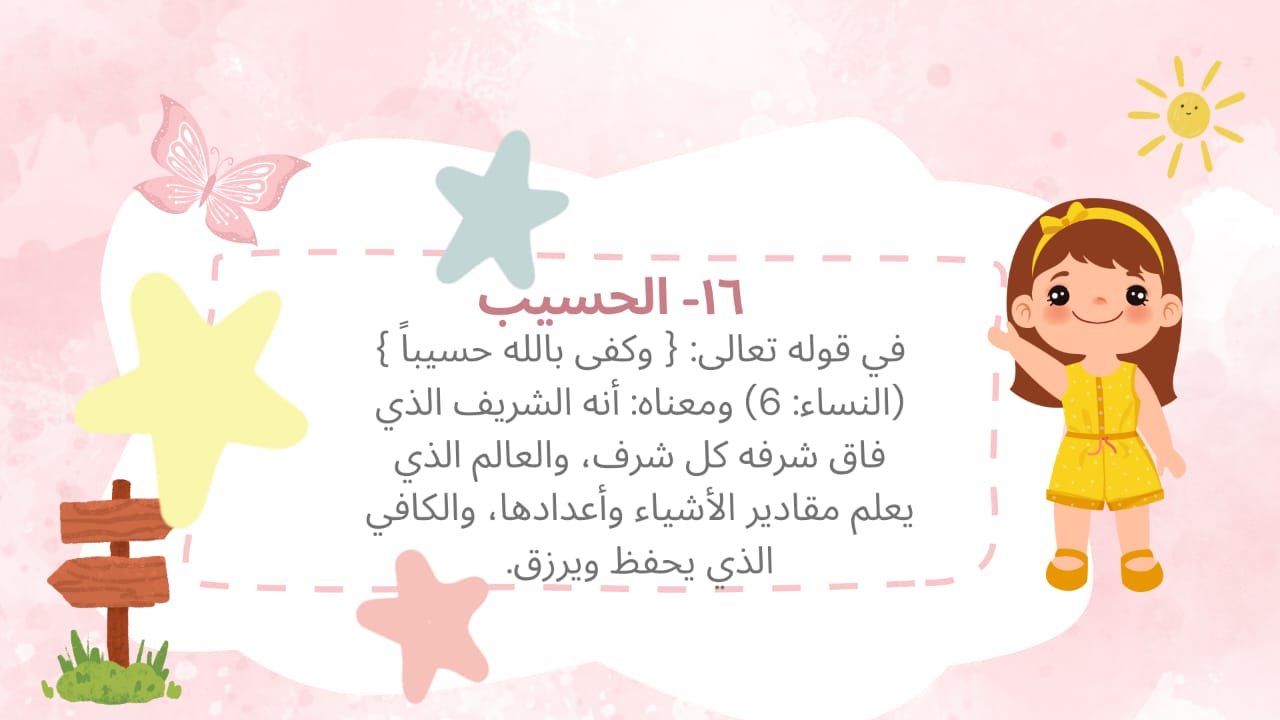 ١٦- الحسيب
في قوله تعالى: { وكفى بالله حسيباً }
(النساء: 6) ومعناه: أنه الشريف الذي
فاق شرفه كل شرف، والعالم الذي
يعلم مقادير الأشياء وأعدادها، والكافي
الذي يحفظ ويرزق.